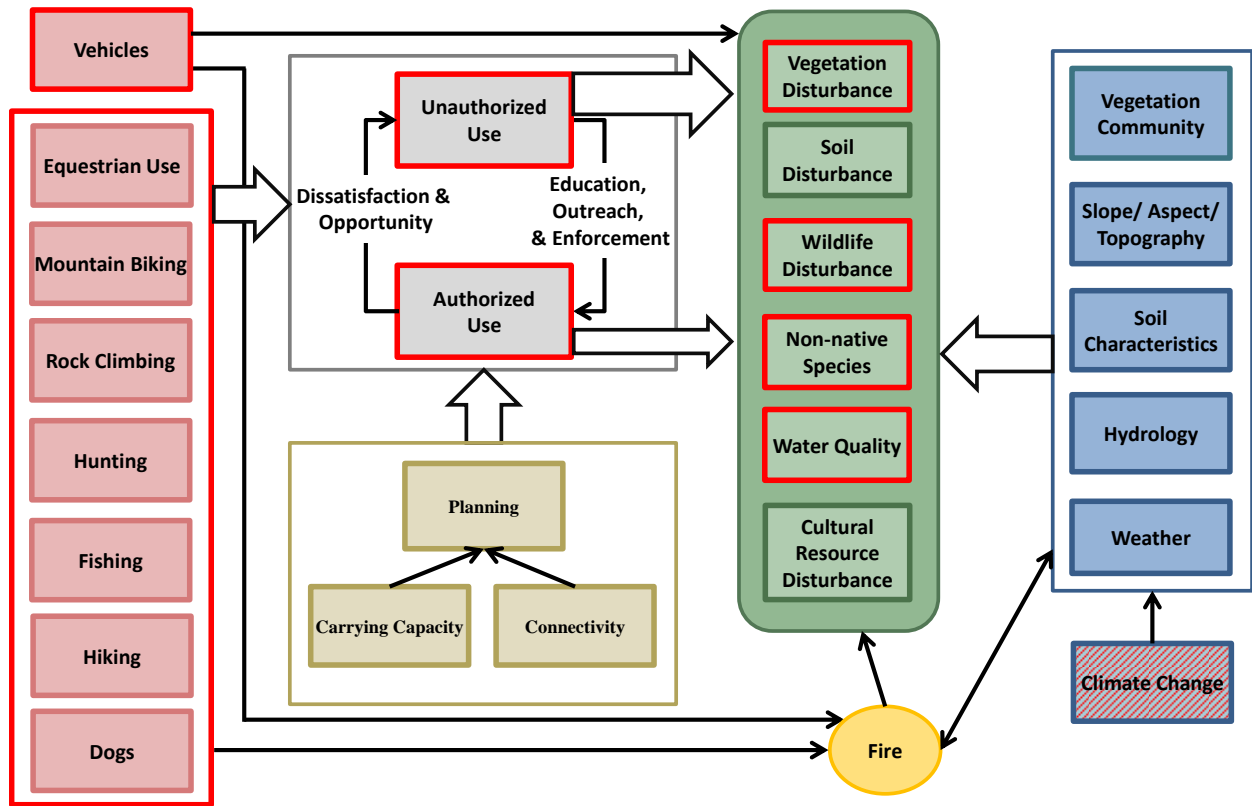 Vehicles
Equestrian Use
Mountain Biking
Rock Climbing
Hunting
Fishing
Hiking
Dogs
Unauthorized
Use
Dissatisfaction &
Opportunity
Education,
Outreach,
& Enforcement
Authorized
Use
Planning
Carrying Capacity
Connectivity
Vegetation
Disturbance
Soil
Disturbance
Wildlife
Disturbance
Non-native
Species
Water Quality
Cultural
Resource
Disturbance
Fire
Vegetation
Community
Slope/ Aspect/
Topography
Soil
Characteristics
Hydrology
Weather
Climate Change